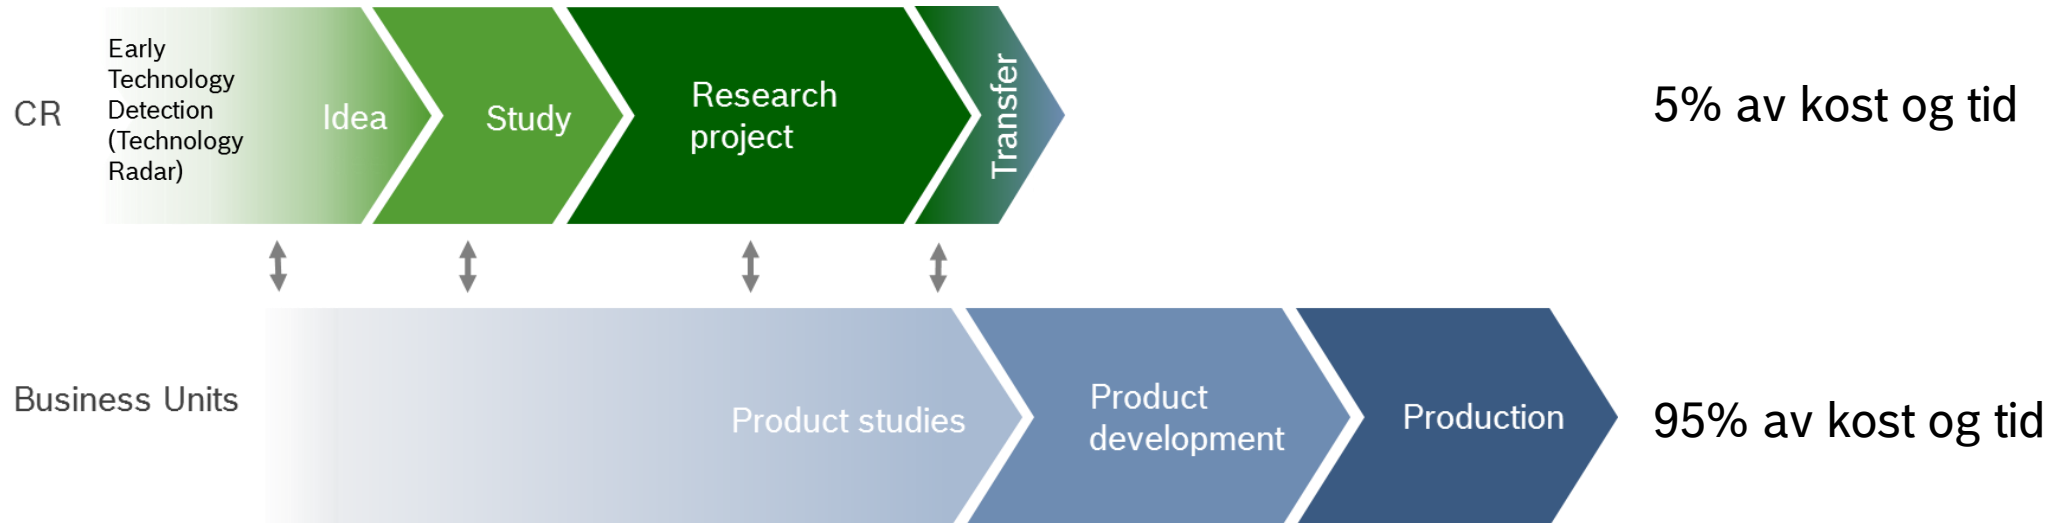 CR
Early
Technology
Detection
(Technology
Radar)
Idea
Study
Research
project
Transfer
5% av kost og tid
Business Units
Product studies
Product
development
Production
95% av kost og tid